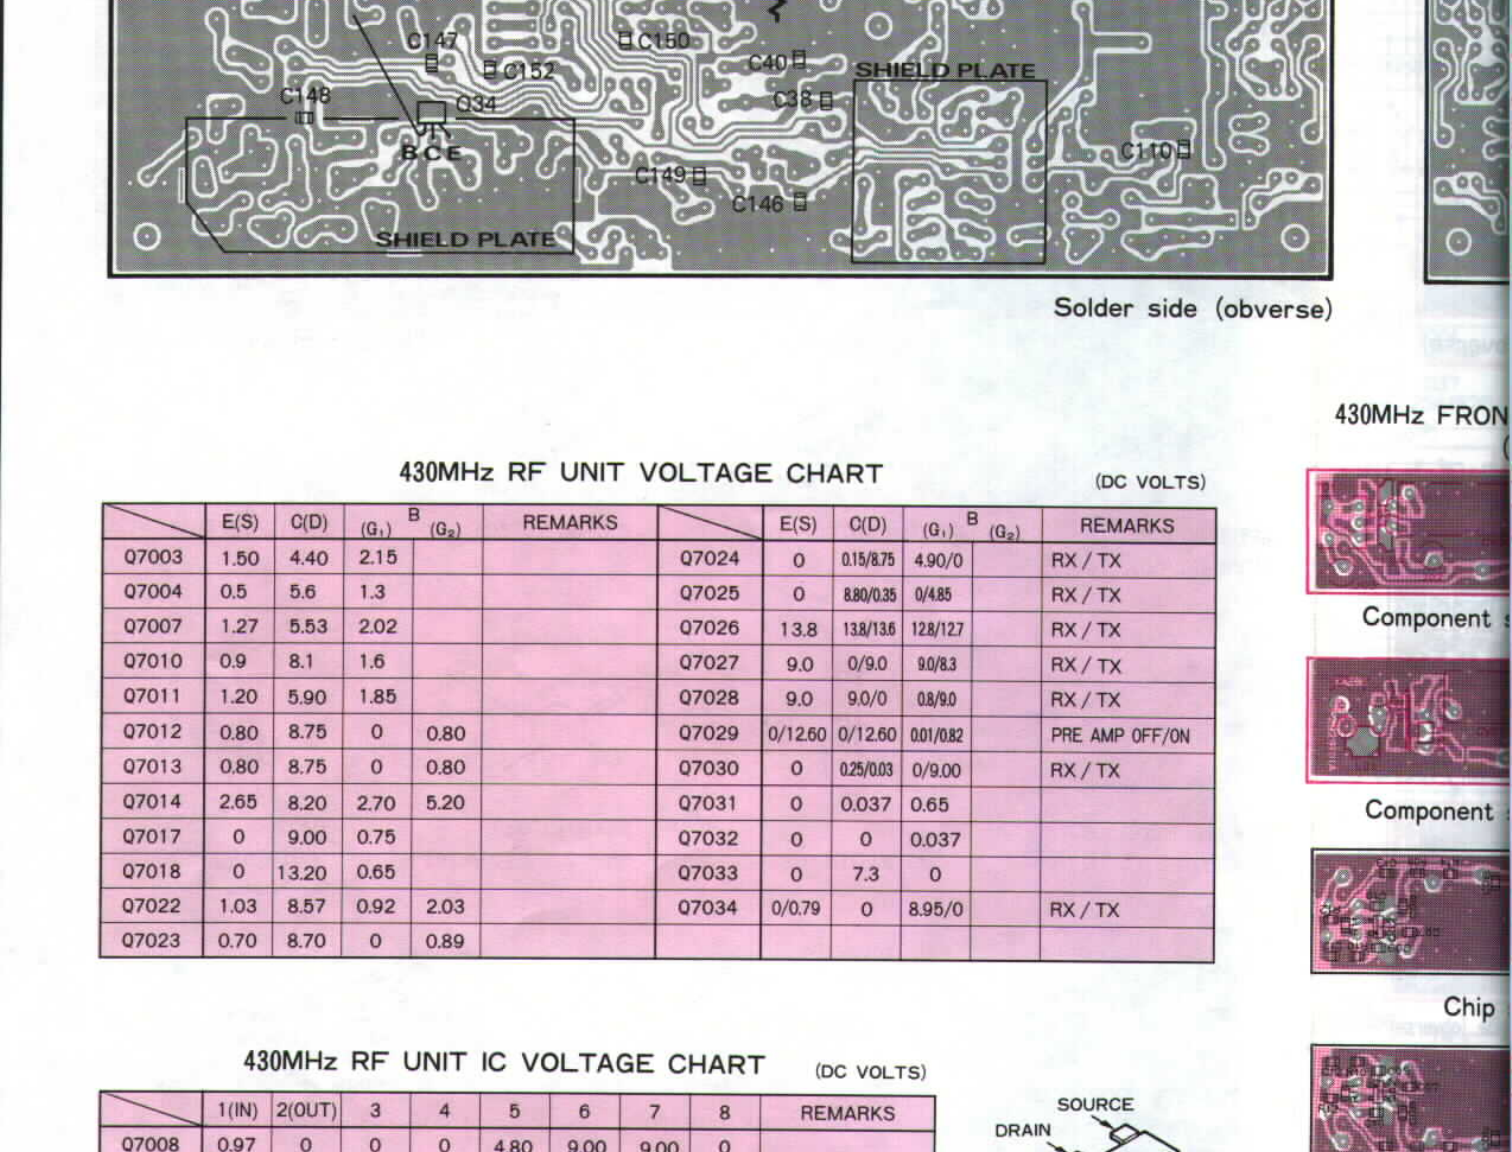 C147
C150
C152
C40
SHIELD PLATE
C148
Q34
C38
B C E
C110
C149
C146
SHIELD PLATE
Solder side (obverse)
430MHz FRON
430MHz RF UNIT VOLTAGE CHART (DC VOLTS)
E(S) C(D) B (G₁) (G₂) REMARKS E(S) C(D) B (G₁) (G₂) REMARKS
Q7003 1.50 4.40 2.15 Q7024 0 0.15/8.75 4.90/0 RX / TX
Q7004 0.5 5.6 1.3 Q7025 0 8.80/0.35 0/4.85 RX / TX
Q7007 1.27 5.53 2.02 Q7026 13.8 13.8/13.6 12.8/12.7 RX / TX
Q7010 0.9 8.1 1.6 Q7027 9.0 0/9.0 9.0/8.3 RX / TX
Q7011 1.20 5.90 1.85 Q7028 9.0 9.0/0 0.8/9.0 RX / TX
Q7012 0.80 8.75 0 0.80 Q7029 0/12.60 0/12.60 0.01/0.82 PRE AMP OFF/ON
Q7013 0.80 8.75 0 0.80 Q7030 0 0.25/0.03 0/9.00 RX / TX
Q7014 2.65 8.20 2.70 5.20 Q7031 0 0.037 0.65
Q7017 0 9.00 0.75 Q7032 0 0 0.037
Q7018 0 13.20 0.65 Q7033 0 7.3 0
Q7022 1.03 8.57 0.92 2.03 Q7034 0/0.79 0 8.95/0 RX / TX
Q7023 0.70 8.70 0 0.89
Component
Component
Chip
430MHz RF UNIT IC VOLTAGE CHART (DC VOLTS)
1(IN) 2(OUT) 3 4 5 6 7 8 REMARKS
Q7008 0.97 0 0 0 4.80 9.00 9.00 0
SOURCE
DRAIN